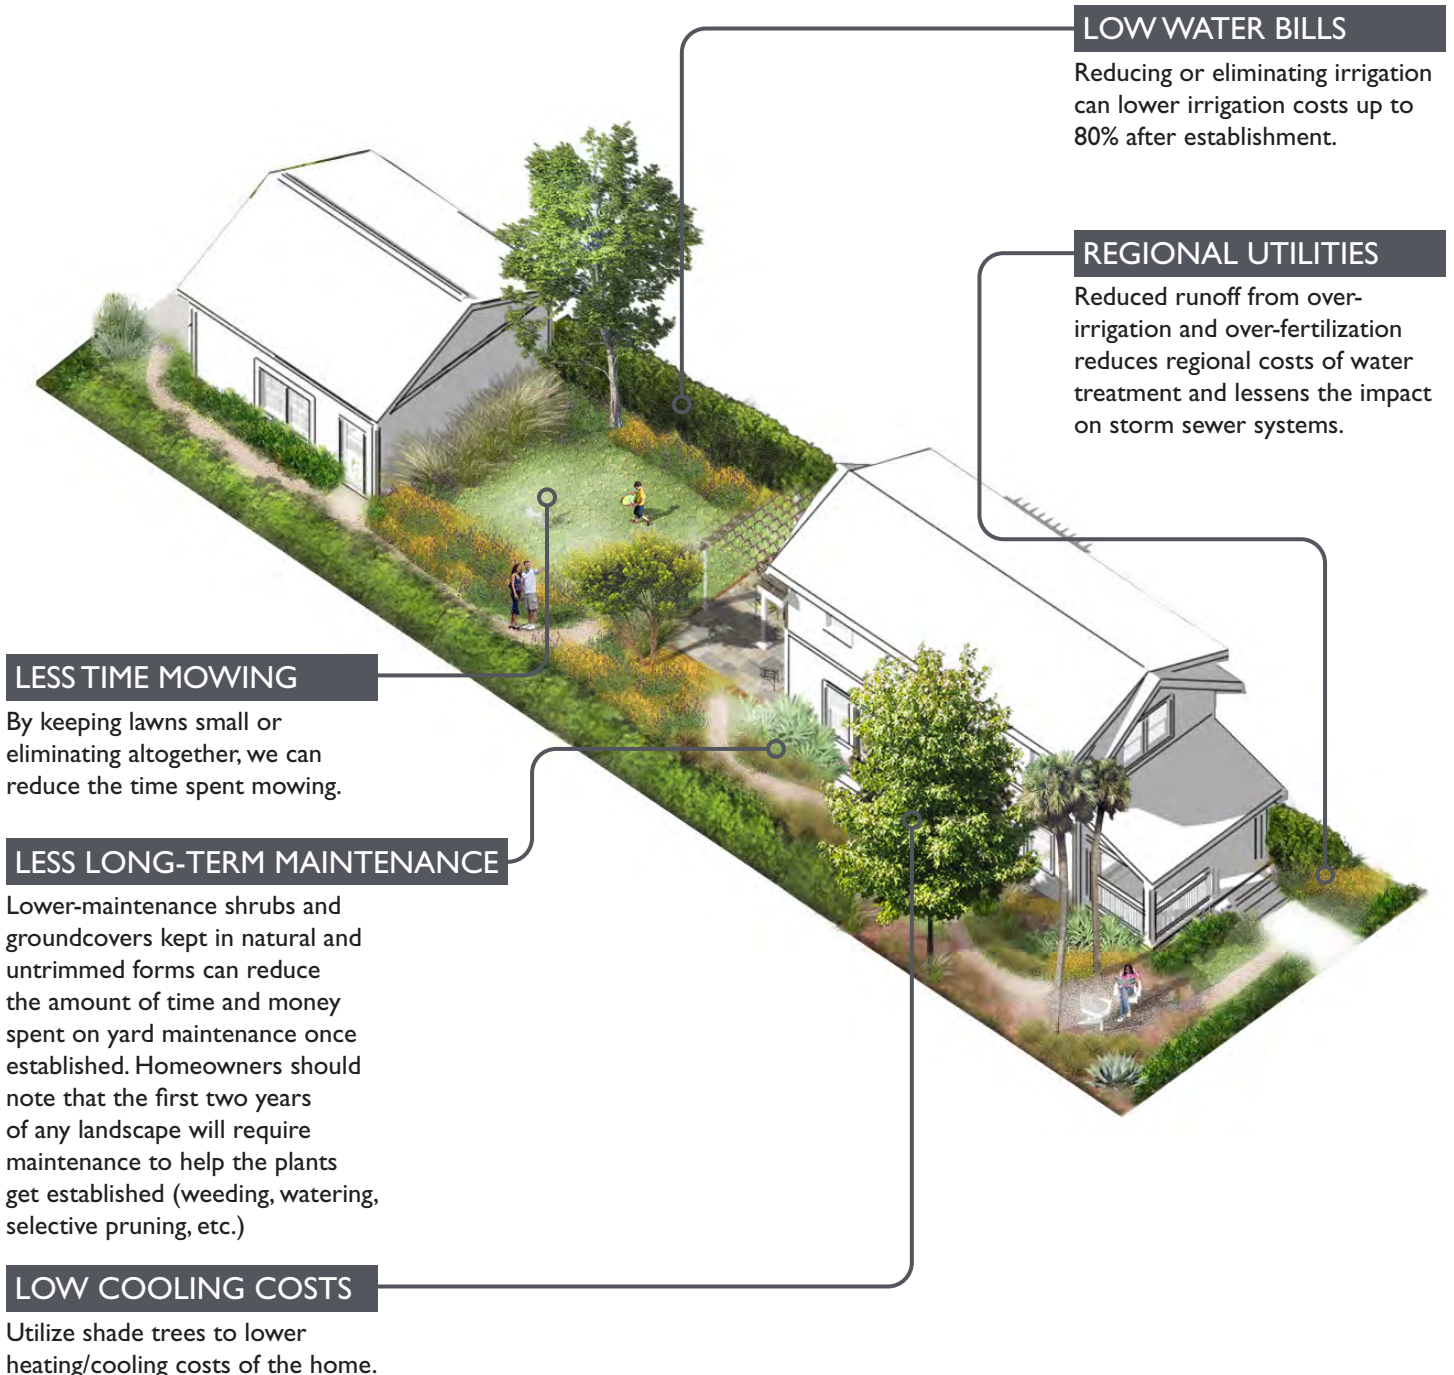 LOW WATER BILLS
Reducing or eliminating irrigation
can lower irrigation costs up to
80% after establishment.
REGIONAL UTILITIES
Reduced runoff from over-
irrigation and over-fertilization
reduces regional costs of water
treatment and lessens the impact
on storm sewer systems.
LESS TIME MOWING
By keeping lawns small or
eliminating altogether, we can
reduce the time spent mowing.
LESS LONG-TERM MAINTENANCE
Lower-maintenance shrubs and
groundcovers kept in natural and
untrimmed forms can reduce
the amount of time and money
spent on yard maintenance once
established. Homeowners should
note that the first two years
of any landscape will require
maintenance to help the plants
get established (weeding, watering,
selective pruning, etc.)
LOW COOLING COSTS
Utilize shade trees to lower
heating/cooling costs of the home.